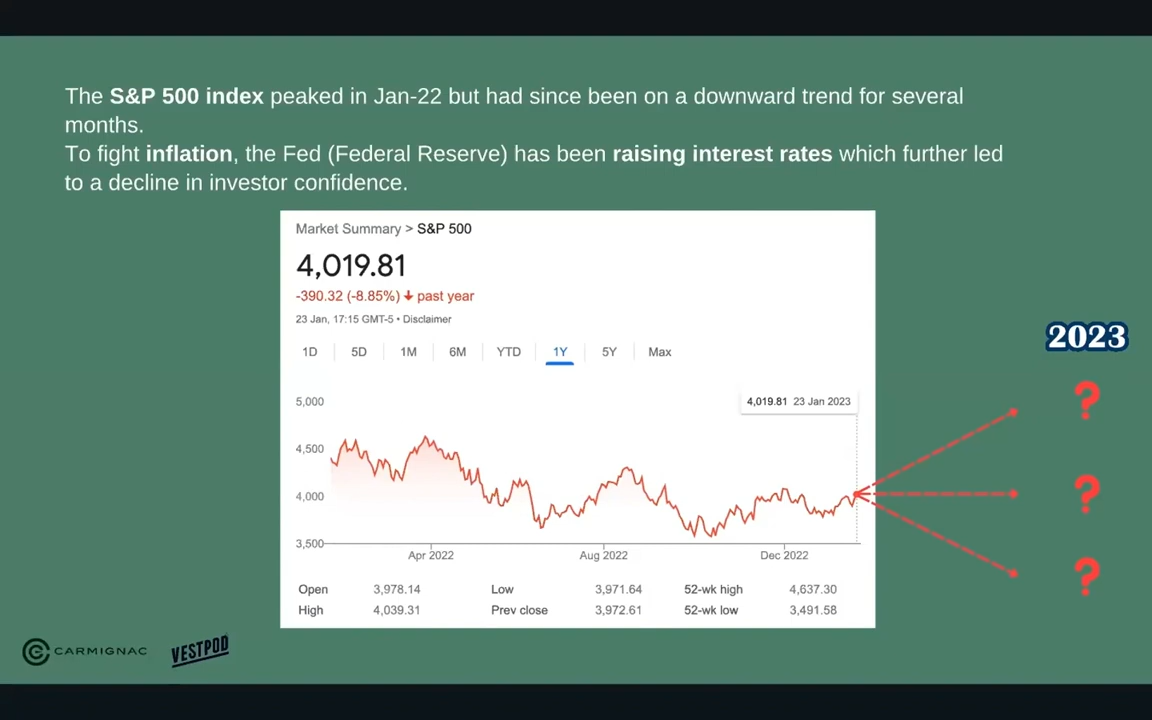 The S&P 500 index peaked in Jan-22 but had since been on a downward trend for several
months.
To fight inflation, the Fed (Federal Reserve) has been raising interest rates which further led
to a decline in investor confidence.
Market Summary > S&P 500
4,019.81
-390.32 (-8.85%) ↓ past year
23 Jan, 17:15 GMT-5 • Disclaimer
1D 5D 1M 6M YTD 1Y 5Y Max
2023
4,019.81 23 Jan 2023
5,000
4,500
4,000
3,500
?
?
?
Apr 2022 Aug 2022 Dec 2022
Open 3,978.14 Low 3,971.64 52-wk high 4,637.30
High 4,039.31 Prev close 3,972.61 52-wk low 3,491.58
CARMIGNAC VESTPOD